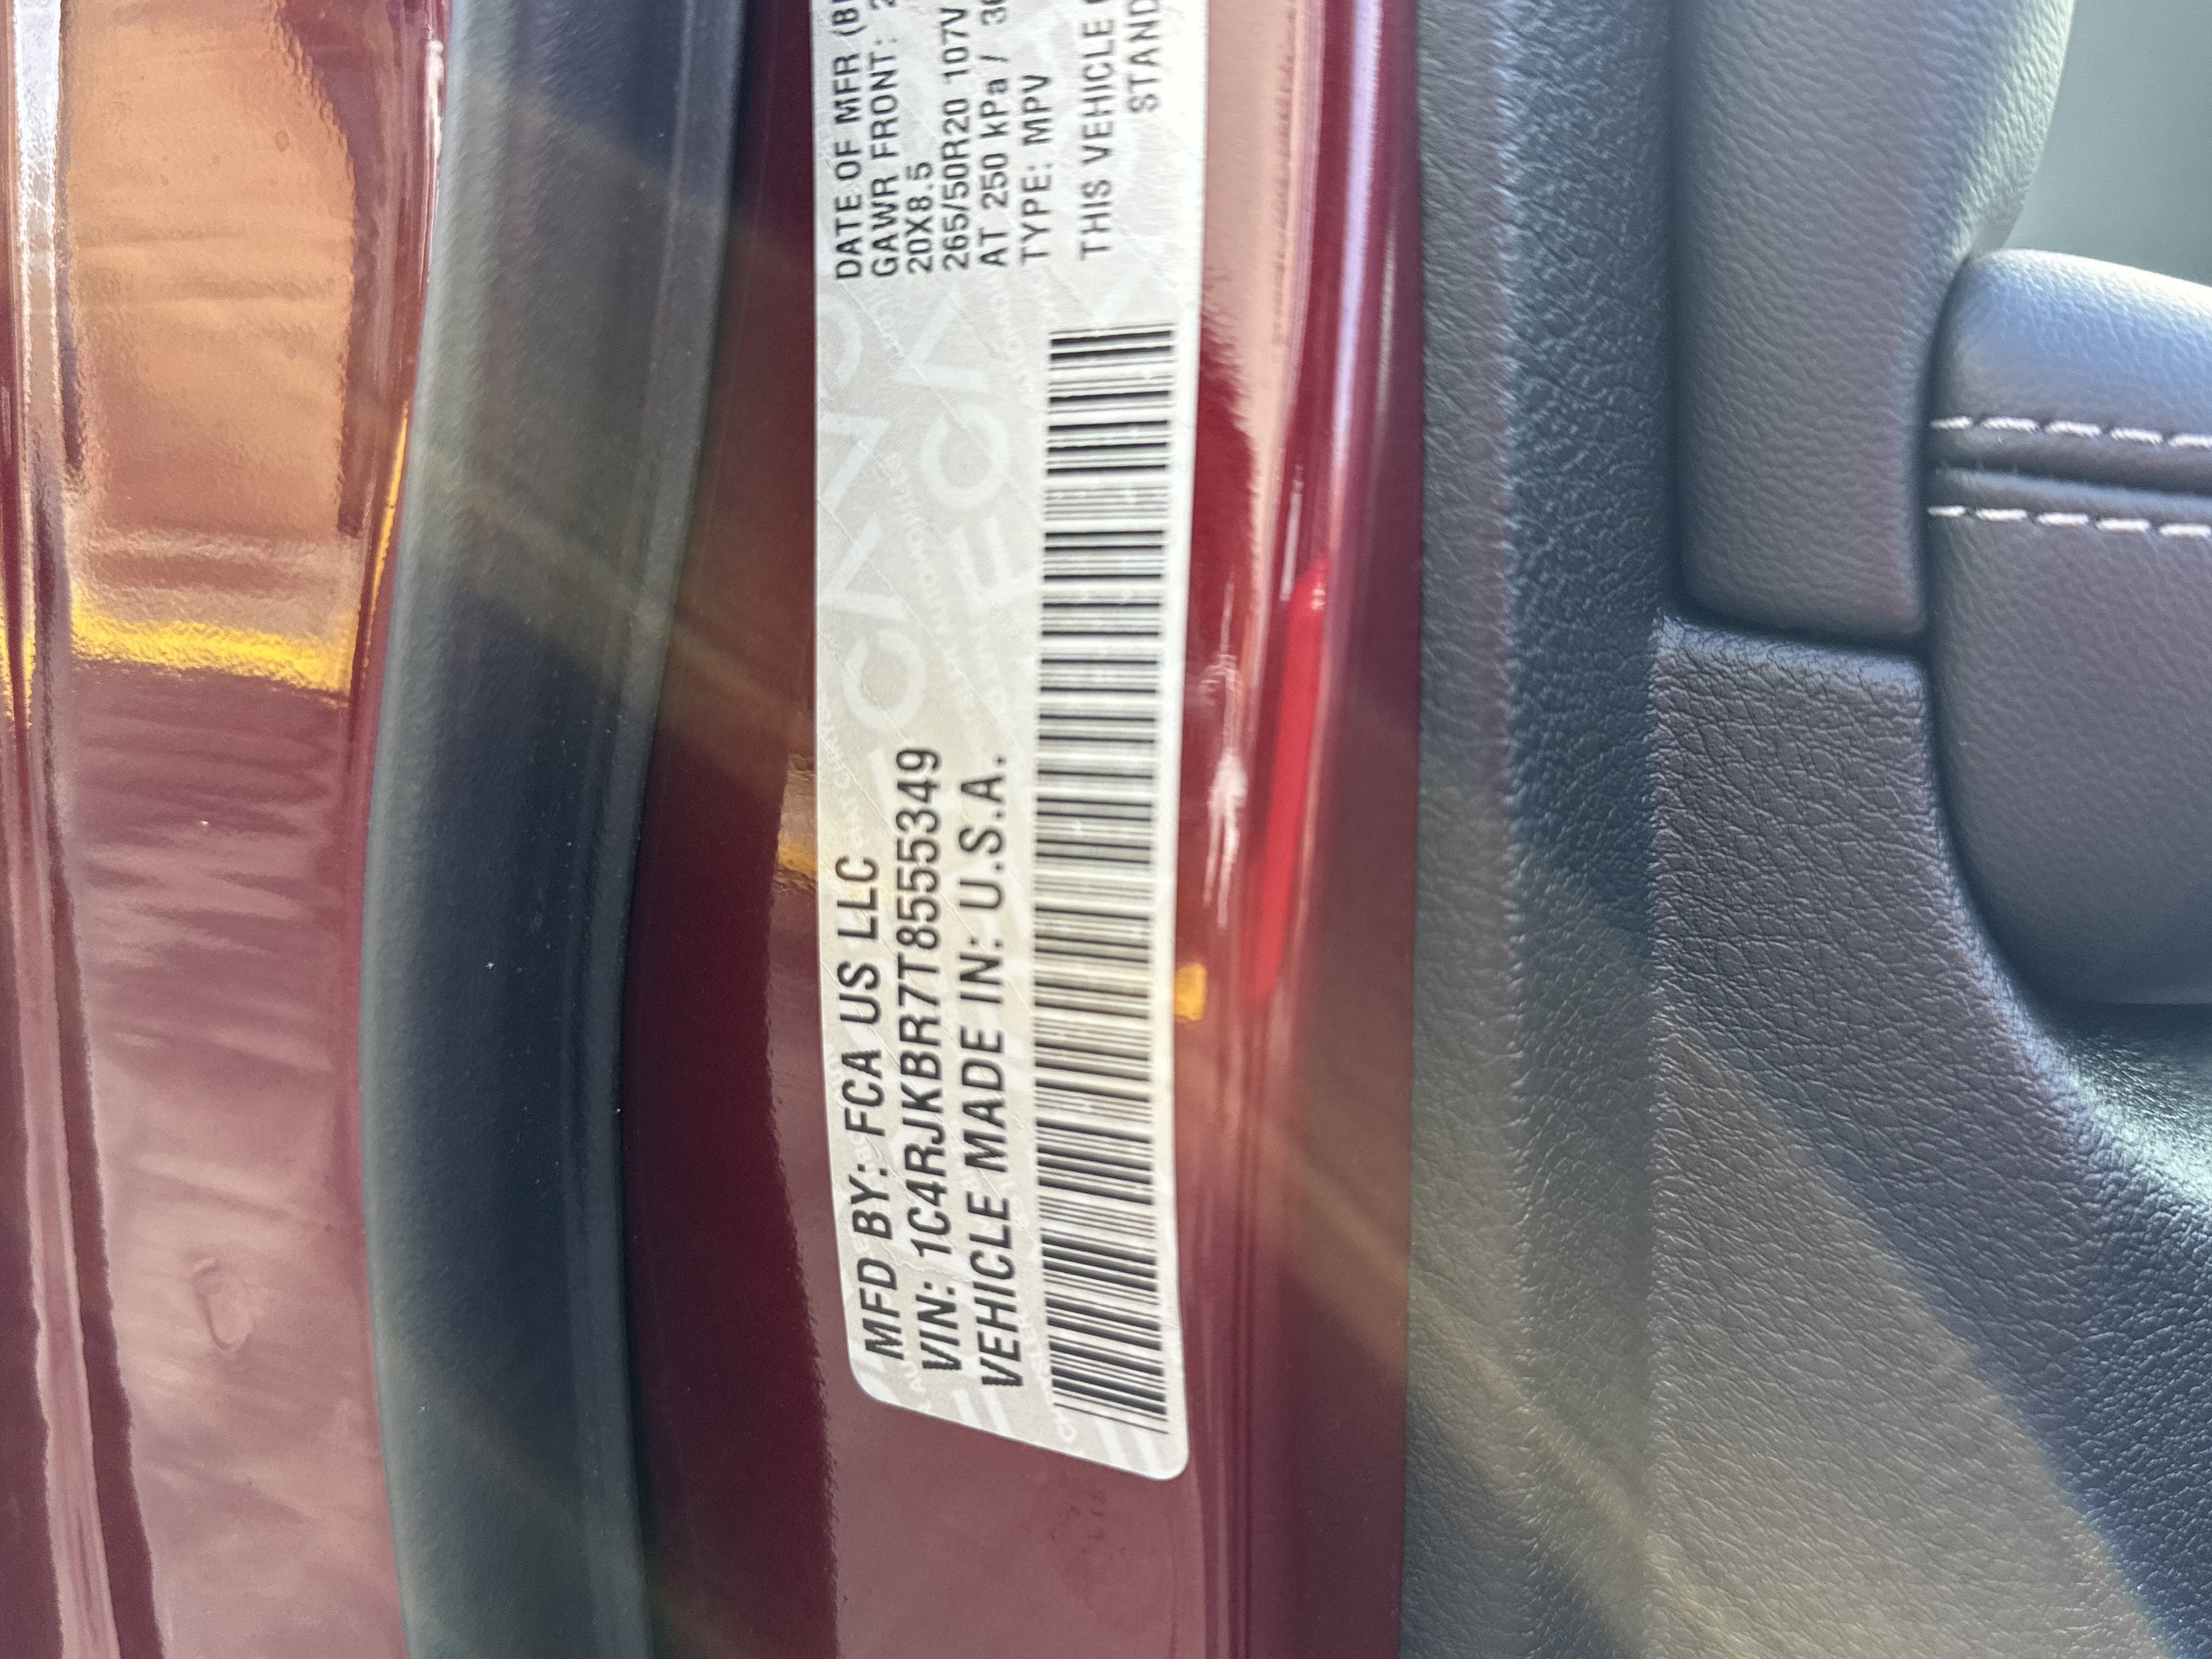 MFD BY: FCA US LLC
VIN: 1C4RJKBR7T8555349
VEHICLE MADE IN: U.S.A.
DATE OF MFR
GAWR FRONT:
20X8.5
265/50R20 107V
AT 250 kPa /
TYPE: MPV
THIS VEHICLE